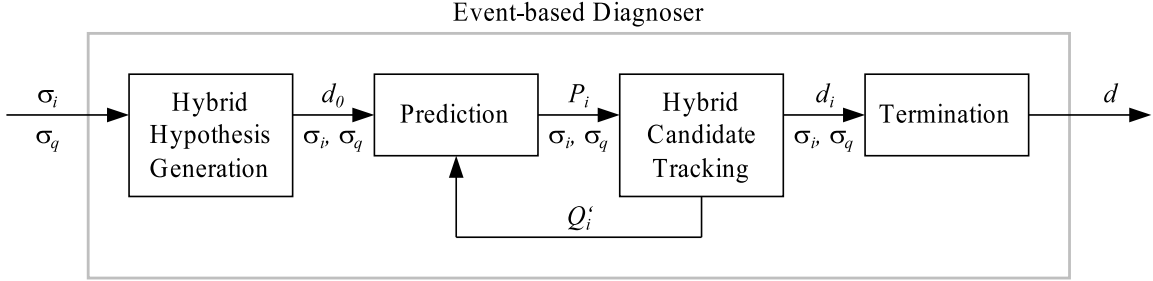 Event-based Diagnoser
σi
σq
Hybrid
Hypothesis
Generation
d0
σi, σq
Prediction
Pi
σi, σq
Hybrid
Candidate
Tracking
di
σi, σq
Termination
d
Qi‘